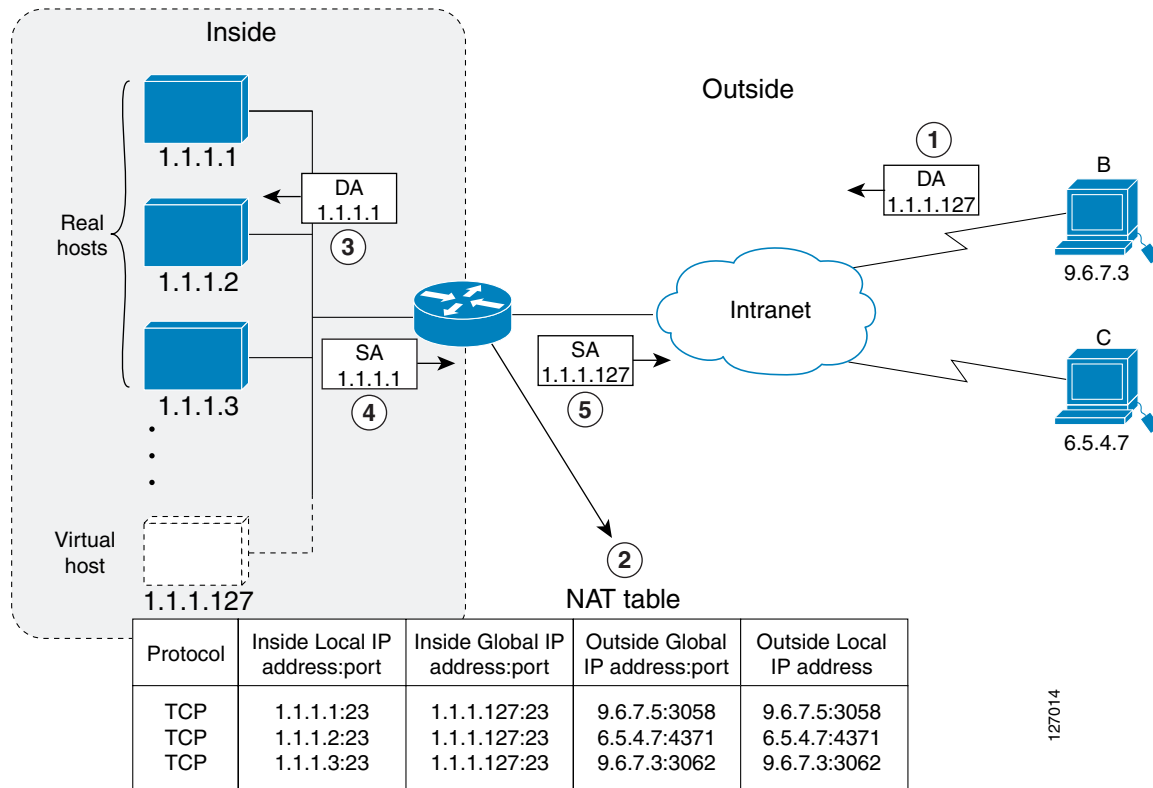 Inside
Outside
1.1.1.1
1
DA
1.1.1.127
B
DA
1.1.1.1
3
Real
hosts
1.1.1.2
9.6.7.3
Intranet
SA
1.1.1.1
4
SA
1.1.1.127
5
C
1.1.1.3
6.5.4.7
Virtual
host
1.1.1.127
2
NAT table
Protocol
Inside Local IP
address:port
Inside Global IP
address:port
Outside Global
IP address:port
Outside Local
IP address
TCP 1.1.1.1:23 1.1.1.127:23 9.6.7.5:3058 9.6.7.5:3058
TCP 1.1.1.2:23 1.1.1.127:23 6.5.4.7:4371 6.5.4.7:4371
TCP 1.1.1.3:23 1.1.1.127:23 9.6.7.3:3062 9.6.7.3:3062
127014